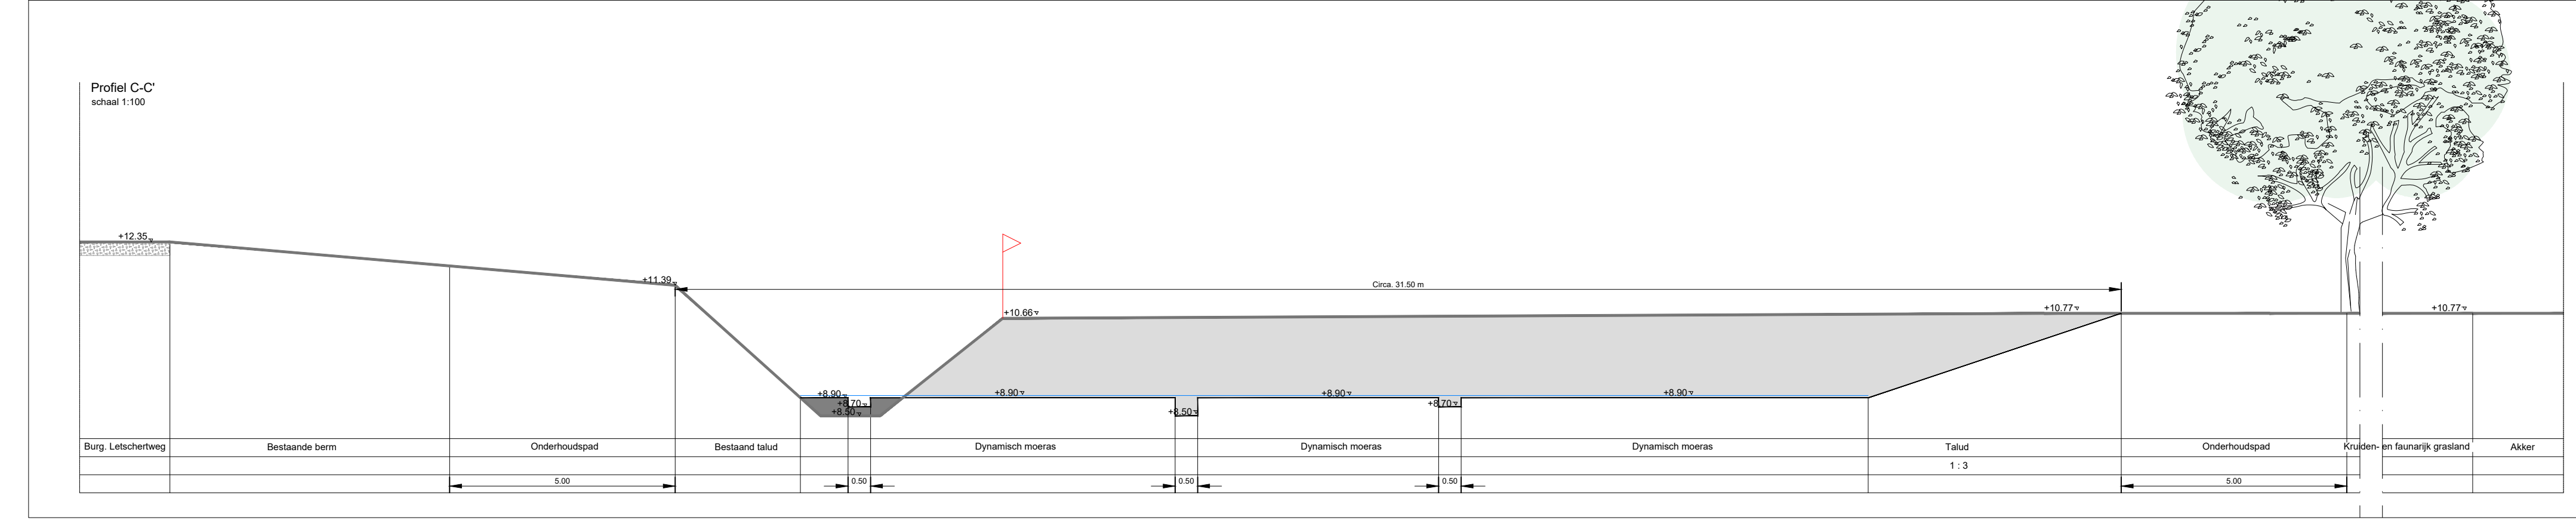 Profiel C-C'
schaal 1:100
+12.35
+11.39
Circa. 31.50 m
+10.66
+10.77
+10.77
+8.90
+8.70
+8.50
+8.90
+8.50
+8.90
+8.70
+8.90
Burg. Letschertweg
Bestaande berm
Onderhoudspad
Bestaand talud
Dynamisch moeras
Dynamisch moeras
Dynamisch moeras
Talud
Onderhoudspad
Kruiden- en faunarijk grasland
Akker
1 : 3
5.00
0.50
0.50
0.50
5.00